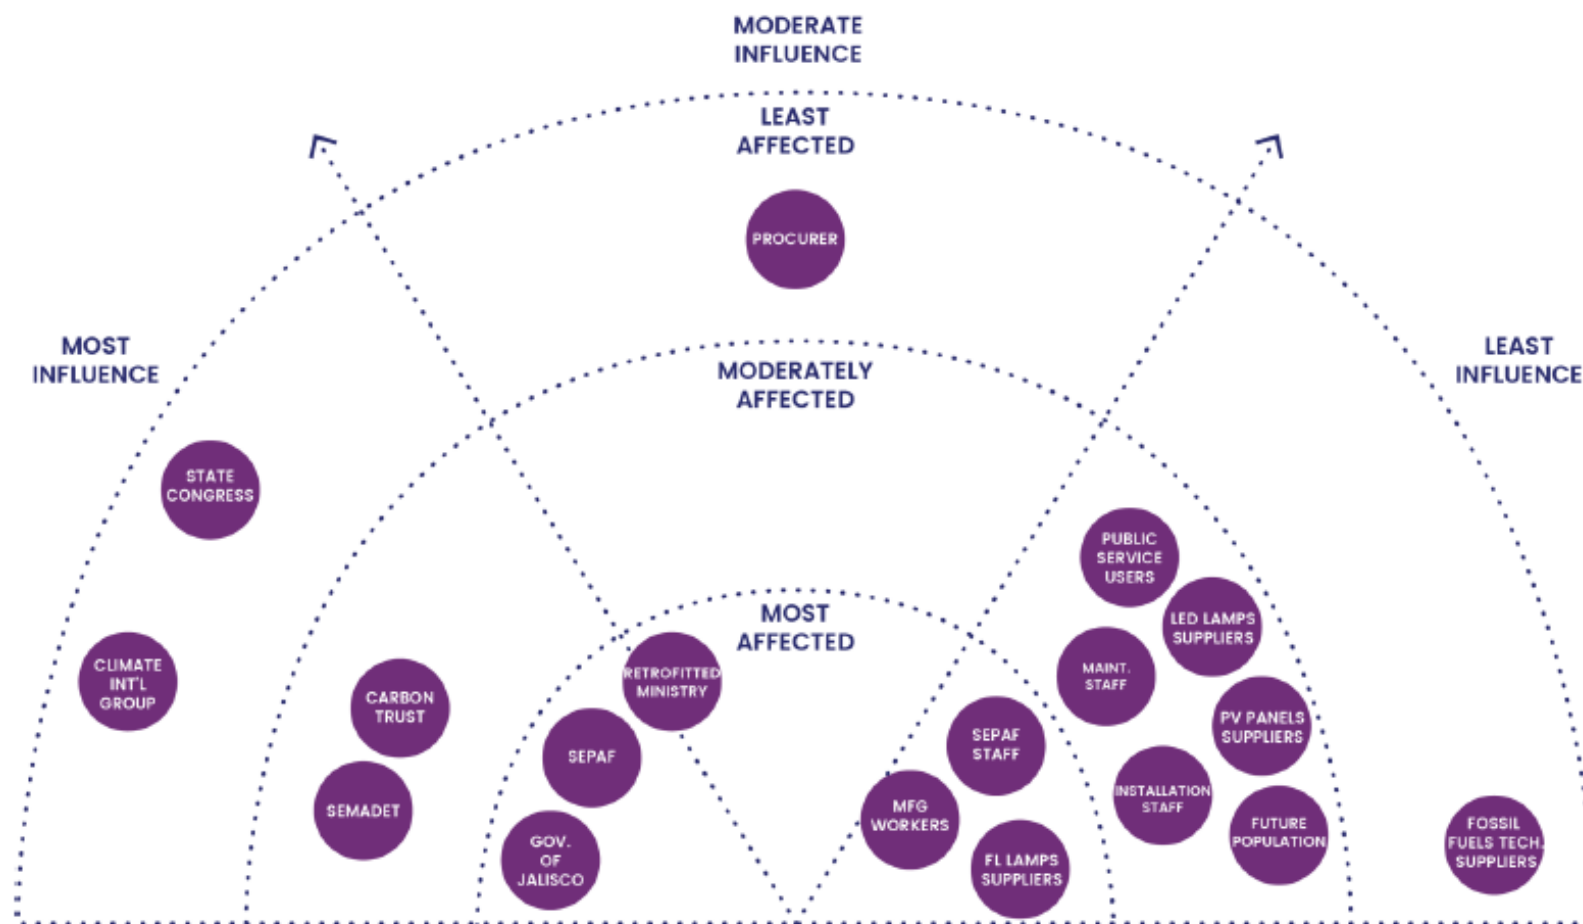 MODERATE
INFLUENCE
LEAST
AFFECTED
PROCURER
MOST
INFLUENCE
LEAST
INFLUENCE
MODERATELY
AFFECTED
STATE
CONGRESS
PUBLIC
SERVICE
USERS
MOST
AFFECTED
LED LAMPS
SUPPLIERS
CLIMATE
INT'L
GROUP
CARBON
TRUST
RETROFITTED
MINISTRY
MAINT.
STAFF
SEPAF
SEPAF
STAFF
PV PANELS
SUPPLIERS
SEMADET
MFG
WORKERS
INSTALLATION
STAFF
FUTURE
POPULATION
FOSSIL
FUELS TECH.
SUPPLIERS
GOV.
OF
JALISCO
FL LAMPS
SUPPLIERS